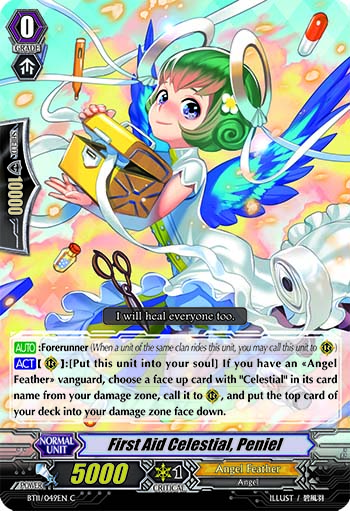 0
GRADE
SHIELD
10000
I will heal everyone too.
AUTO:Forerunner (When a unit of the same clan rides this unit, you may call this unit to R)
ACT[R]:[Put this unit into your soul] If you have an «Angel
Feather» vanguard, choose a face up card with "Celestial" in its card
name from your damage zone, call it to R, and put the top card of
your deck into your damage zone face down.
NORMAL
UNIT
First Aid Celestial, Peniel
POWER
5000
1
CRITICAL
Angel Feather
Angel
BT11/049EN C
ILLUST / 碧風羽